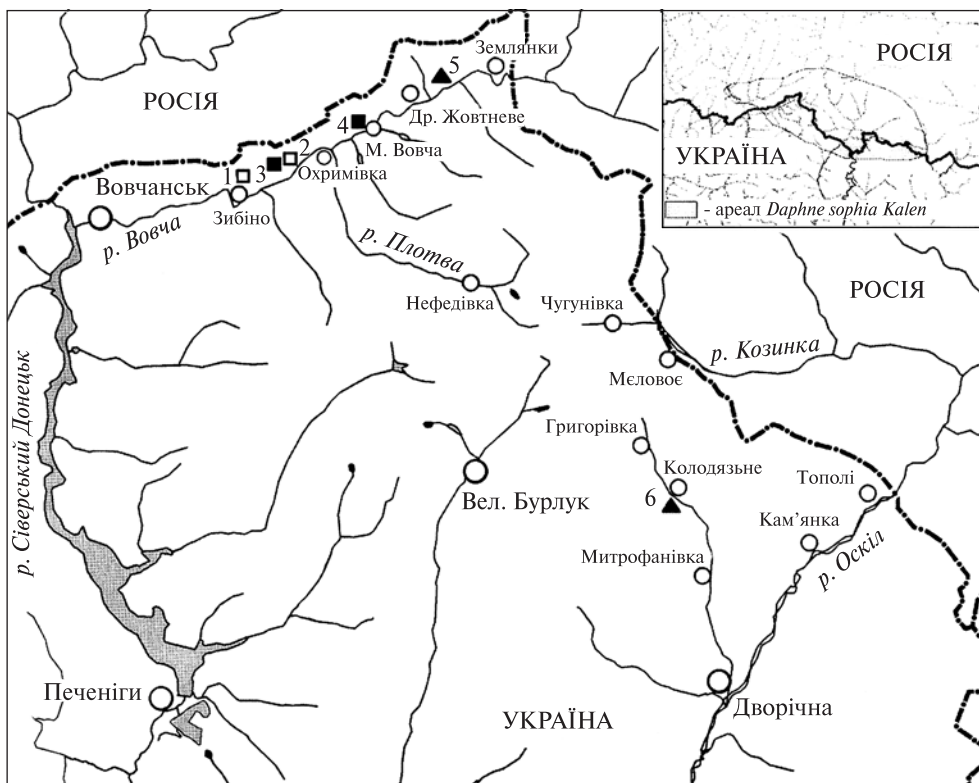 РОСІЯ
РОСІЯ
УКРАЇНА
- ареал Daphne sophia Kalen
Землянки
5
Др. Жовтневе
4
М. Вовча
2
Охримівка
3
1
Вовчанськ
Зибіно
р. Вовча
р. Плотва
Нефедівка
Чугунівка
РОСІЯ
р. Козинка
Мєловоє
р. Сіверський Донецьк
Григорівка
Вел. Бурлук
Колодязьне
6
Тополі
Кам’янка
р. Оскіл
Митрофанівка
Печеніги
УКРАЇНА
Дворічна